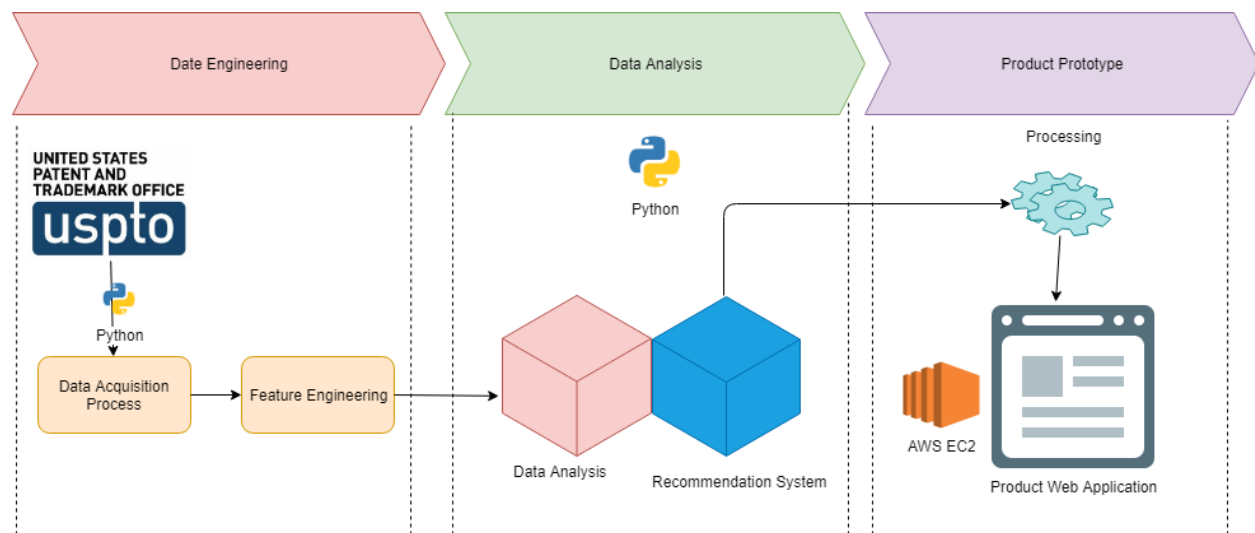 Date Engineering
Data Analysis
Product Prototype
UNITED STATES
PATENT AND
TRADEMARK OFFICE
uspto
Python
Data Acquisition
Process
Feature Engineering
Python
Data Analysis
Recommendation System
Processing
AWS EC2
Product Web Application